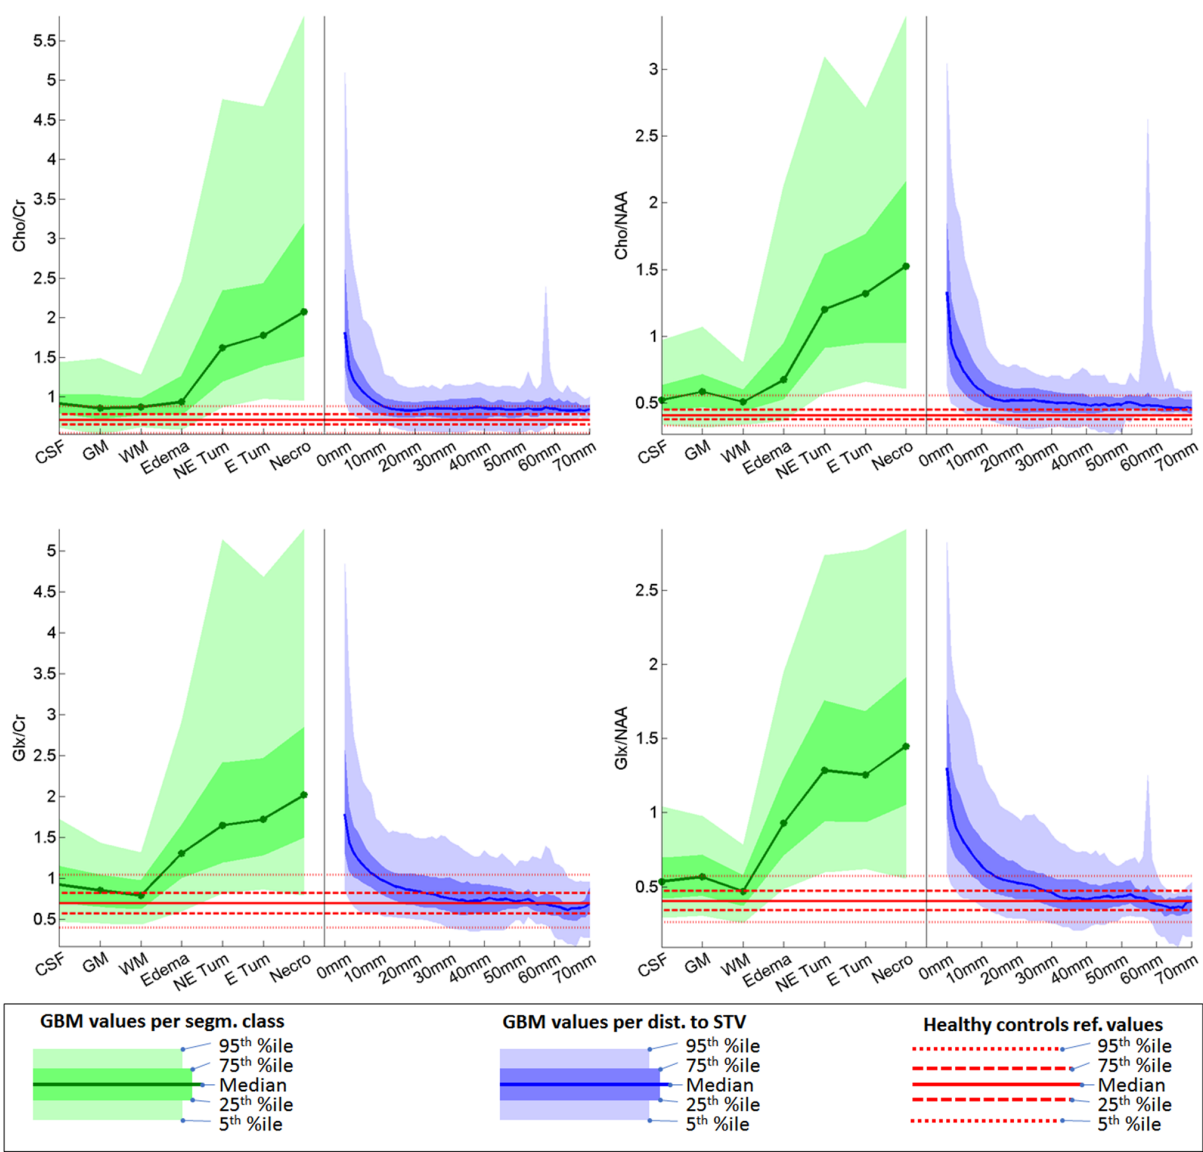 5.5
5
4.5
4
3.5
3
2.5
2
1.5
1
Cho/Cr
CSF GM WM Edema NE Tum E Tum Necro 0mm 10mm 20mm 30mm 40mm 50mm 60mm 70mm
3
2.5
2
1.5
1
0.5
Cho/NAA
CSF GM WM Edema NE Tum E Tum Necro 0mm 10mm 20mm 30mm 40mm 50mm 60mm 70mm
5
4.5
4
3.5
3
2.5
2
1.5
1
0.5
Glx/Cr
CSF GM WM Edema NE Tum E Tum Necro 0mm 10mm 20mm 30mm 40mm 50mm 60mm 70mm
2.5
2
1.5
1
0.5
Glx/NAA
CSF GM WM Edema NE Tum E Tum Necro 0mm 10mm 20mm 30mm 40mm 50mm 60mm 70mm
GBM values per segm. class
95th %ile
75th %ile
Median
25th %ile
5th %ile
GBM values per dist. to STV
95th %ile
75th %ile
Median
25th %ile
5th %ile
Healthy controls ref. values
95th %ile
75th %ile
Median
25th %ile
5th %ile